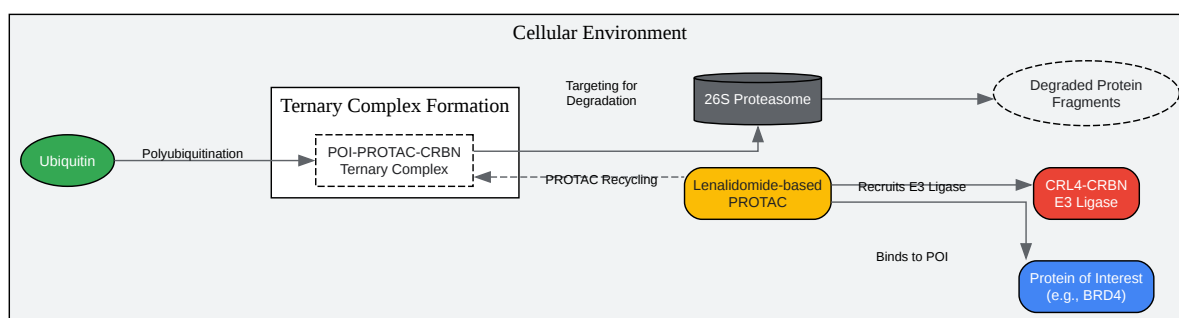 Cellular Environment
Ternary Complex Formation
Targeting for
Degradation
26S Proteasome
Degraded Protein
Fragments
Ubiquitin
Polyubiquitination
POI-PROTAC-CRBN
Ternary Complex
PROTAC Recycling
Lenalidomide-based
PROTAC
Recruits E3 Ligase
CRL4-CRBN
E3 Ligase
Binds to POI
Protein of Interest
(e.g., BRD4)